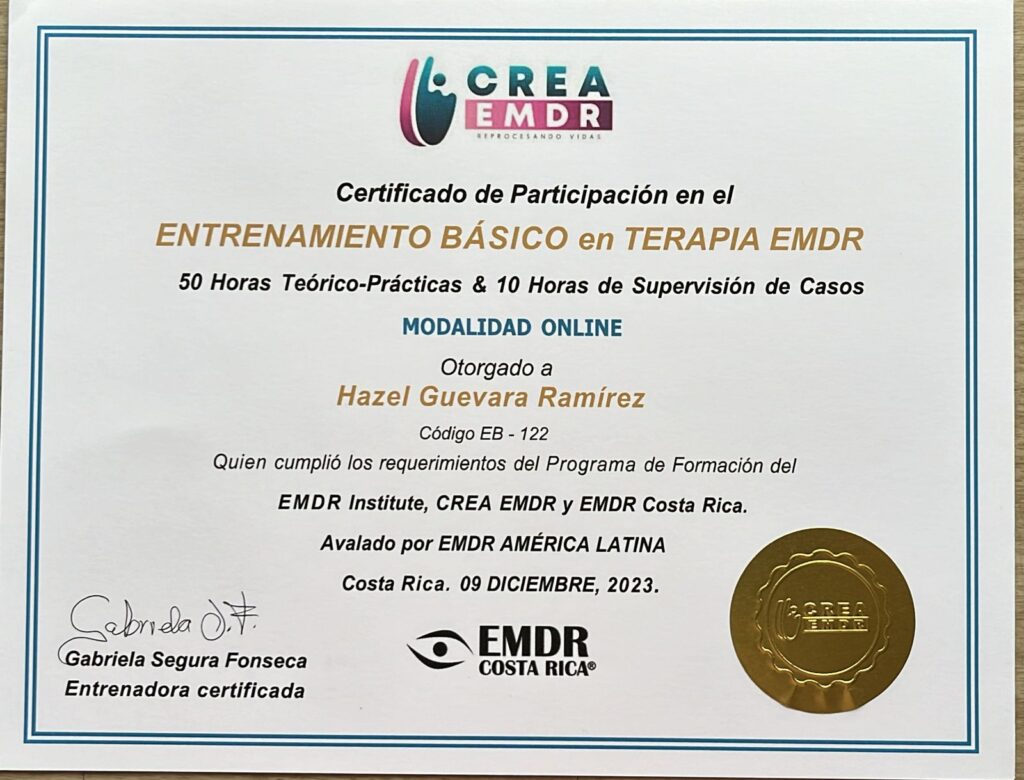 CREA
EMDR
REPROCESANDO VIDAS
Certificado de Participación en el
ENTRENAMIENTO BÁSICO en TERAPIA EMDR
50 Horas Teórico-Prácticas & 10 Horas de Supervisión de Casos
MODALIDAD ONLINE
Otorgado a
Hazel Guevara Ramírez
Código EB - 122
Quien cumplió los requerimientos del Programa de Formación del
EMDR Institute, CREA EMDR y EMDR Costa Rica.
Avalado por EMDR AMÉRICA LATINA
Costa Rica. 09 DICIEMBRE, 2023.
Gabriela S.F.
Gabriela Segura Fonseca
Entrenadora certificada
EMDR
COSTA RICA®
CREA
EMDR